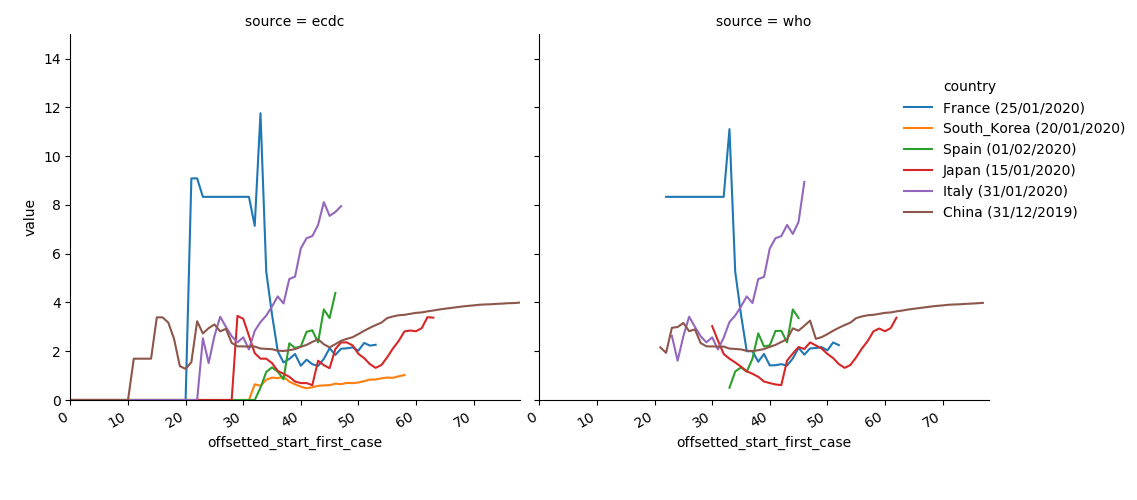 source = ecdc
source = who
14
12
10
8
6
4
2
0
value
0
10
20
30
40
50
60
70
offsetted_start_first_case
0
10
20
30
40
50
60
70
offsetted_start_first_case
country
France (25/01/2020)
South_Korea (20/01/2020)
Spain (01/02/2020)
Japan (15/01/2020)
Italy (31/01/2020)
China (31/12/2019)